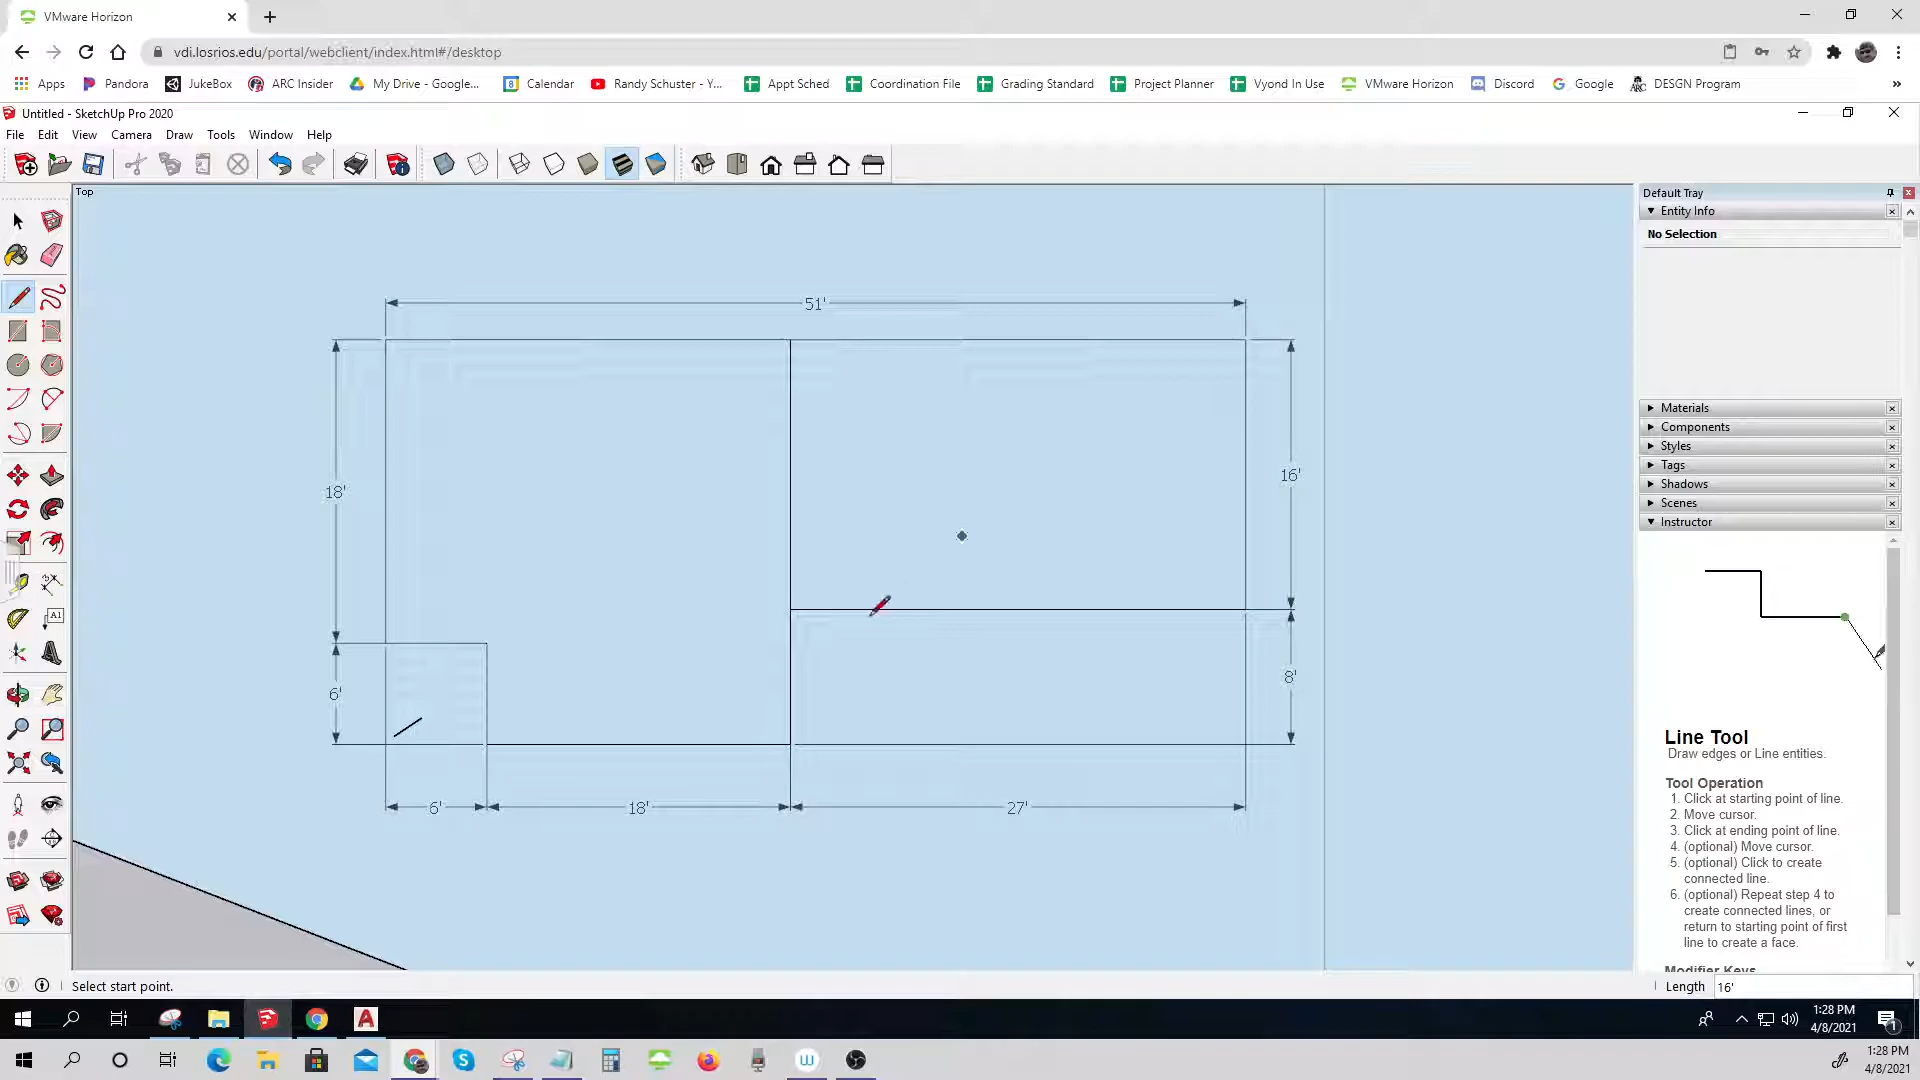 VMware Horizon
vdi.losrios.edu/portal/webclient/index.html#/desktop
Apps
Pandora
JukeBox
ARC Insider
My Drive - Google...
Calendar
Randy Schuster - Y...
Appt Sched
Coordination File
Grading Standard
Project Planner
Vyond In Use
VMware Horizon
Discord
Google
DESGN Program
Untitled - SketchUp Pro 2020
File Edit View Camera Draw Tools Window Help
Top
Default Tray
Entity Info
No Selection
51'
18'
16'
6'
8'
6'
18'
27'
Materials
Components
Styles
Tags
Shadows
Scenes
Instructor
Line Tool
Draw edges or Line entities.
Tool Operation
1. Click at starting point of line.
2. Move cursor.
3. Click at ending point of line.
4. (optional) Move cursor.
5. (optional) Click to create
connected line.
6. (optional) Repeat step 4 to
create connected lines, or
return to starting point of first
line to create a face.
Modifier Keys
Select start point.
Length 16'
1:28 PM
4/8/2021
1:28 PM
4/8/2021